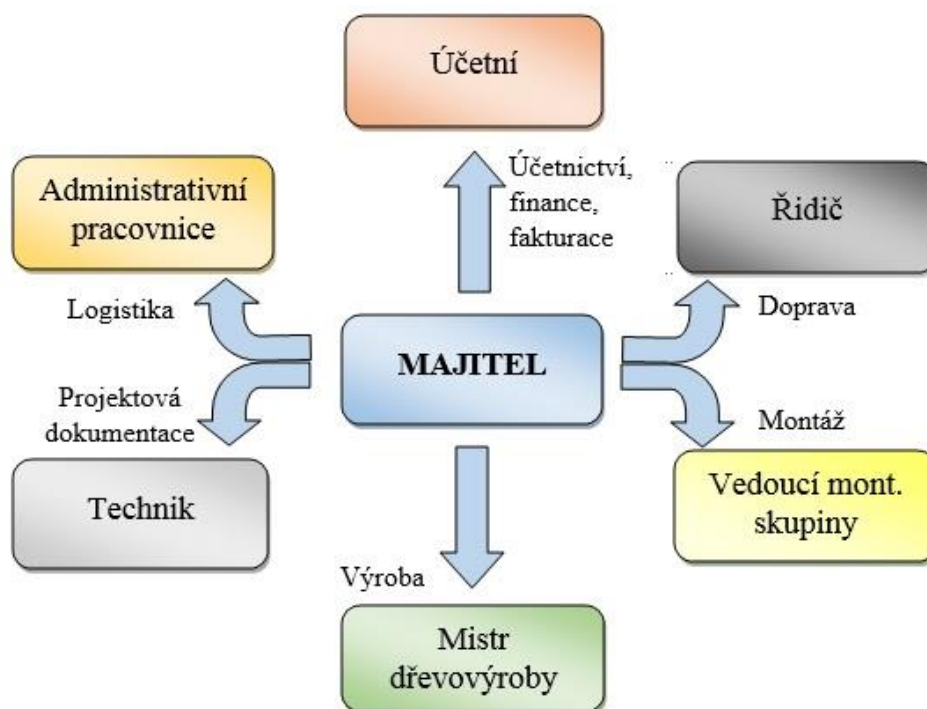 Účetní
Účetnictví,
finance,
fakturace
Administrativní
pracovnice
Řidič
Logistika
Doprava
MAJITEL
Projektová
dokumentace
Montáž
Technik
Vedoucí mont.
skupiny
Výroba
Mistr
dřevovýroby